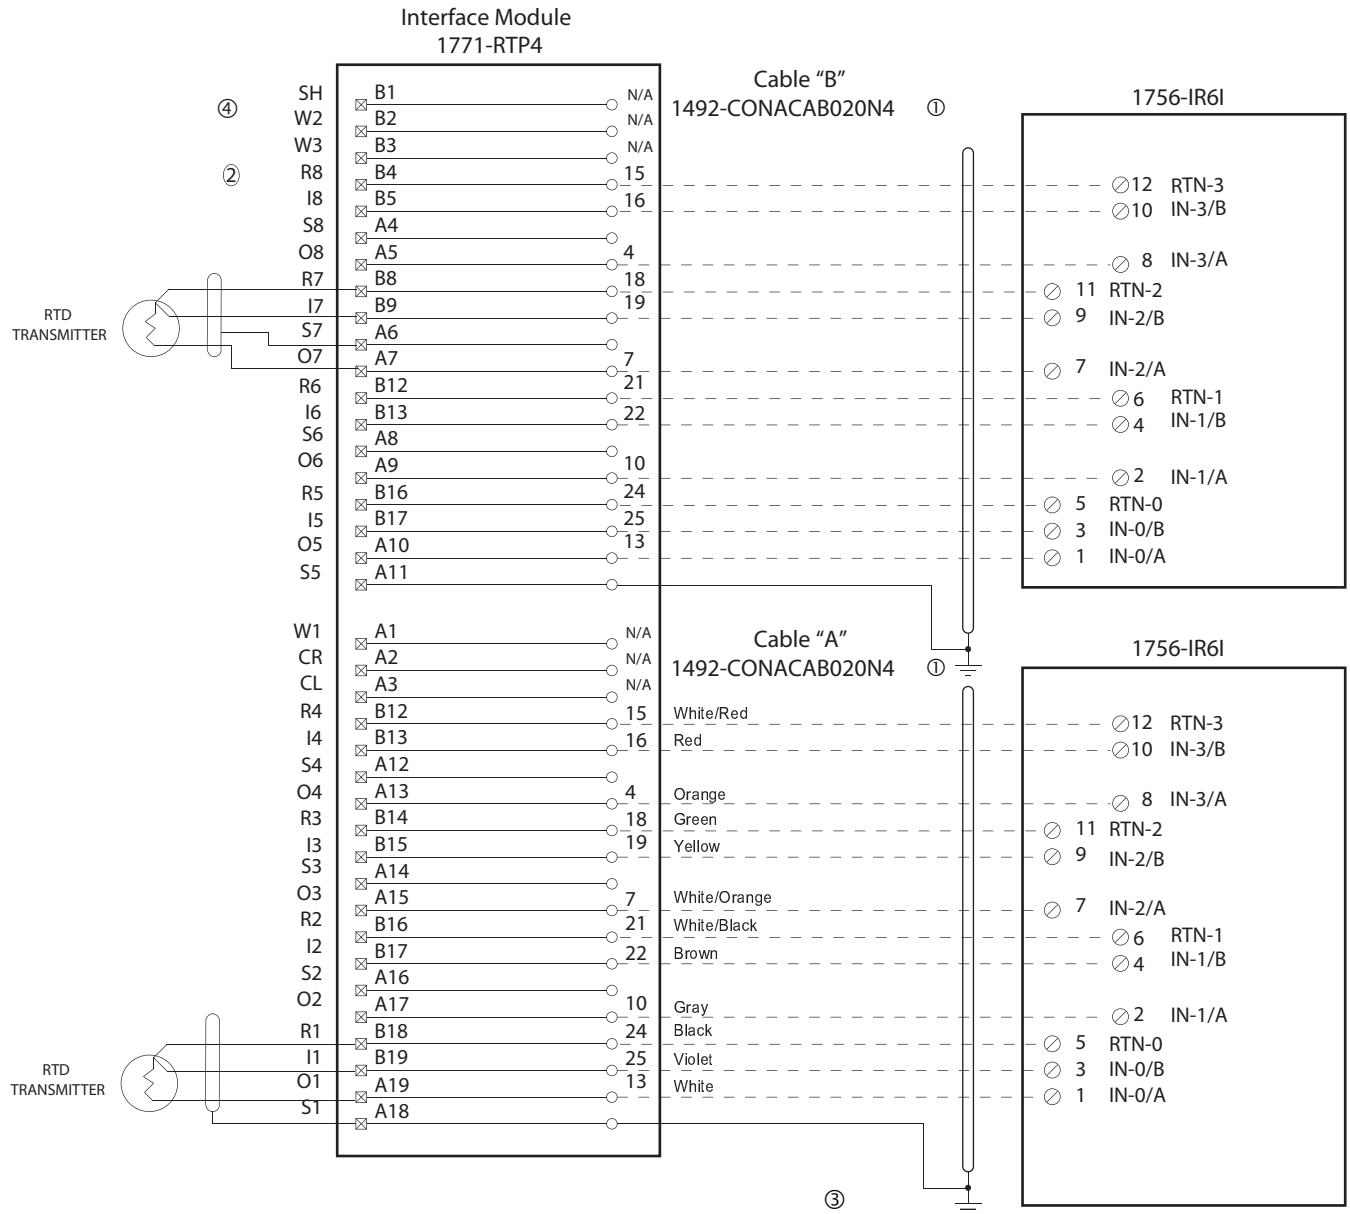 Interface Module
1771-RTP4
Cable “B”
1492-CONACAB020N4 ①
1756-IR6I
④
②
SH B1 N/A
W2 B2 N/A
W3 B3 N/A
R8 B4 15 12 RTN-3
I8 B5 16 10 IN-3/B
S8 A4
O8 A5 4 8 IN-3/A
R7 B8 18 11 RTN-2
I7 B9 19 9 IN-2/B
RTD
TRANSMITTER
S7 A6
O7 A7 7 7 IN-2/A
R6 B12 21 6 RTN-1
I6 B13 22 4 IN-1/B
S6 A8
O6 A9 10 2 IN-1/A
R5 B16 24 5 RTN-0
I5 B17 25 3 IN-0/B
O5 A10 13 1 IN-0/A
S5 A11
Cable “A”
1492-CONACAB020N4 ①
1756-IR6I
W1 A1 N/A
CR A2 N/A
CL A3 N/A
R4 B12 15 White/Red 12 RTN-3
I4 B13 16 Red 10 IN-3/B
S4 A12
O4 A13 4 Orange 8 IN-3/A
R3 B14 18 Green 11 RTN-2
I3 B15 19 Yellow 9 IN-2/B
S3 A14
O3 A15 7 White/Orange 7 IN-2/A
R2 B16 21 White/Black 6 RTN-1
I2 B17 22 Brown 4 IN-1/B
S2 A16
O2 A17 10 Gray 2 IN-1/A
R1 B18 24 Black 5 RTN-0
I1 B19 25 Violet 3 IN-0/B
RTD
TRANSMITTER
O1 A19 13 White 1 IN-0/A
S1 A18
③